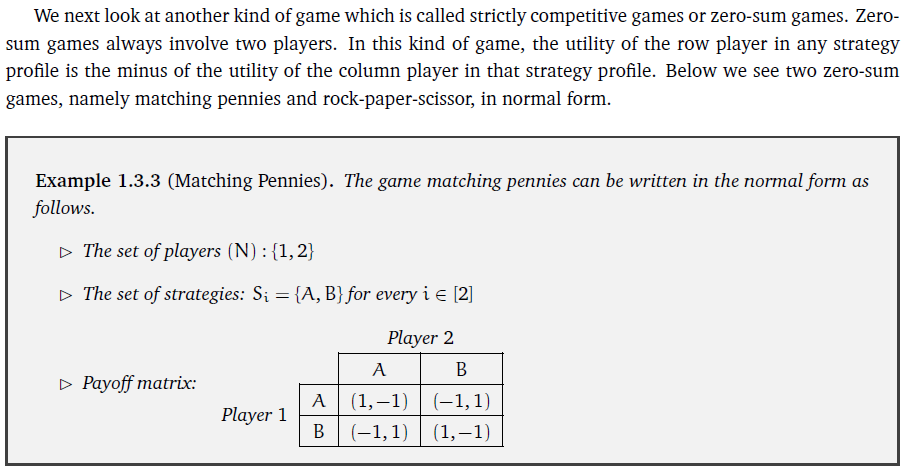 We next look at another kind of game which is called strictly competitive games or zero-sum games. Zero-
sum games always involve two players. In this kind of game, the utility of the row player in any strategy
profile is the minus of the utility of the column player in that strategy profile. Below we see two zero-sum
games, namely matching pennies and rock-paper-scissor, in normal form.
Example 1.3.3 (Matching Pennies). The game matching pennies can be written in the normal form as
follows.
▷ The set of players (N) : {1, 2}
▷ The set of strategies: Sᵢ = {A, B} for every i ∈ [2]
Player 2
A B
▷ Payoff matrix:
A (1, −1) (−1, 1)
Player 1
B (−1, 1) (1, −1)